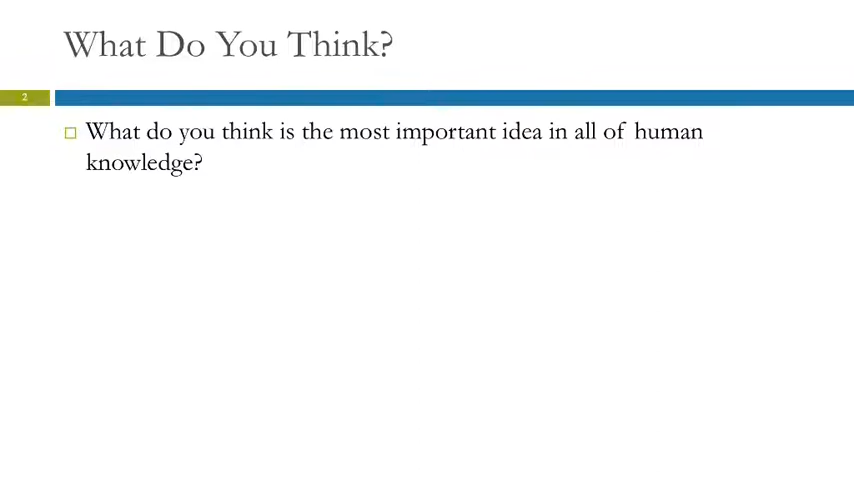 What Do You Think?
2
What do you think is the most important idea in all of human
knowledge?